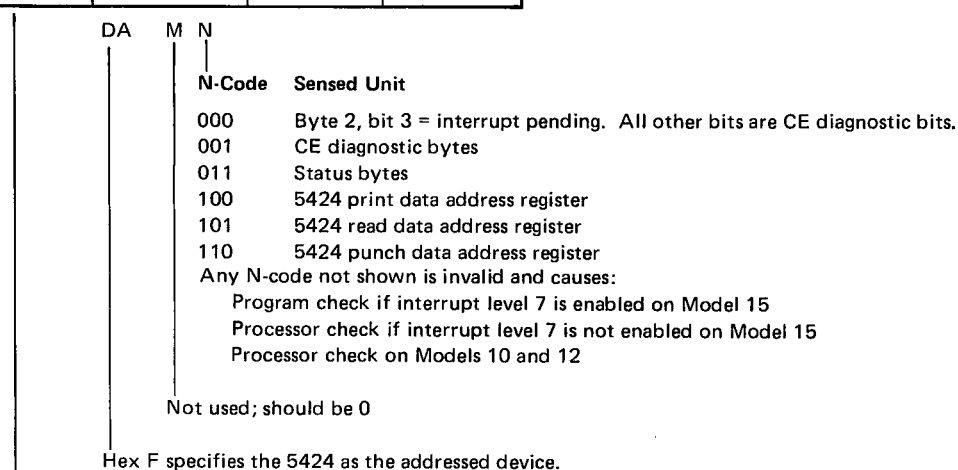 DA M N
N-Code Sensed Unit
000 Byte 2, bit 3 = interrupt pending. All other bits are CE diagnostic bits.
001 CE diagnostic bytes
011 Status bytes
100 5424 print data address register
101 5424 read data address register
110 5424 punch data address register
Any N-code not shown is invalid and causes:
Program check if interrupt level 7 is enabled on Model 15
Processor check if interrupt level 7 is not enabled on Model 15
Processor check on Models 10 and 12
Not used; should be 0
Hex F specifies the 5424 as the addressed device.